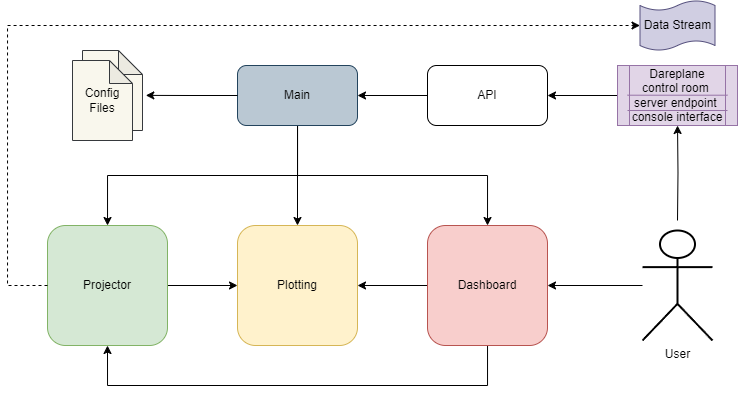 Data Stream
Config
Files
Main
API
Dareplane
control room
server endpoint
console interface
Projector
Plotting
Dashboard
User